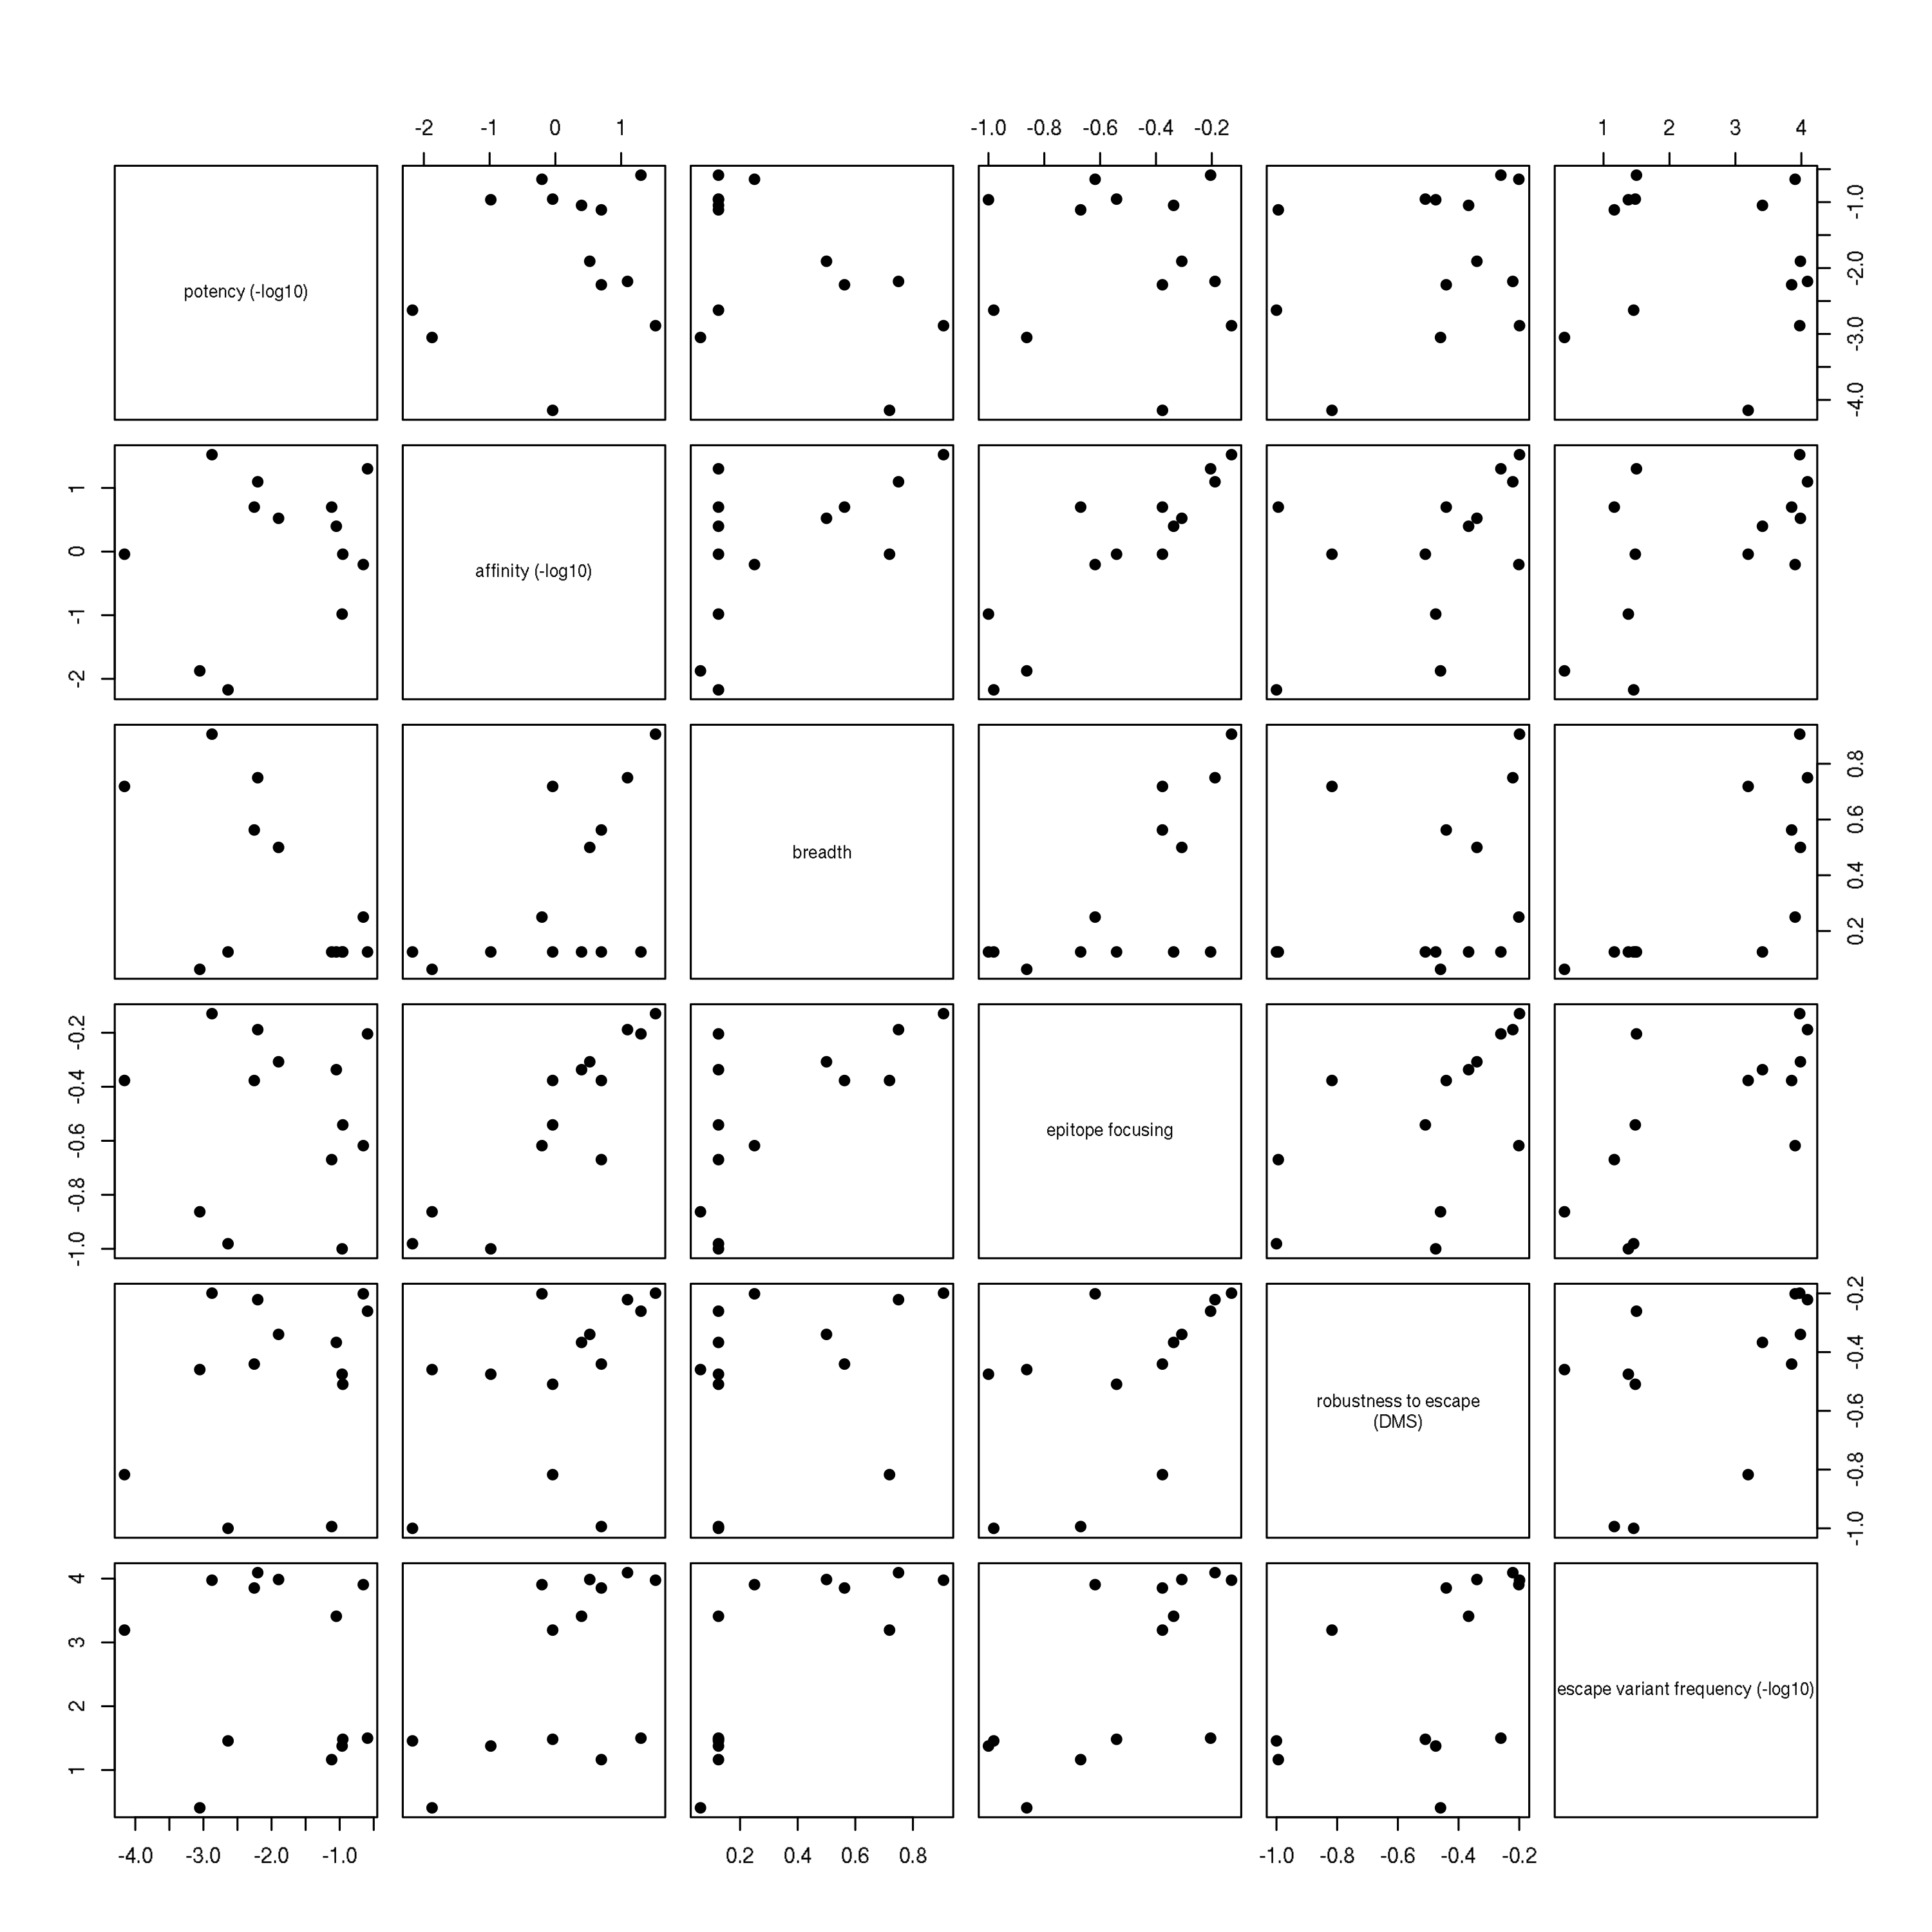 -2 -1 0 1
-1.0 -0.8 -0.6 -0.4 -0.2
1 2 3 4
potency (-log10)
-4.0 -3.0 -2.0 -1.0
-2 -1 0 1
affinity (-log10)
breadth
0.2 0.4 0.6 0.8
-1.0 -0.8 -0.6 -0.4 -0.2
epitope focusing
robustness to escape
(DMS)
-1.0 -0.8 -0.6 -0.4 -0.2
1 2 3 4
escape variant frequency (-log10)
-4.0 -3.0 -2.0 -1.0
0.2 0.4 0.6 0.8
-1.0 -0.8 -0.6 -0.4 -0.2